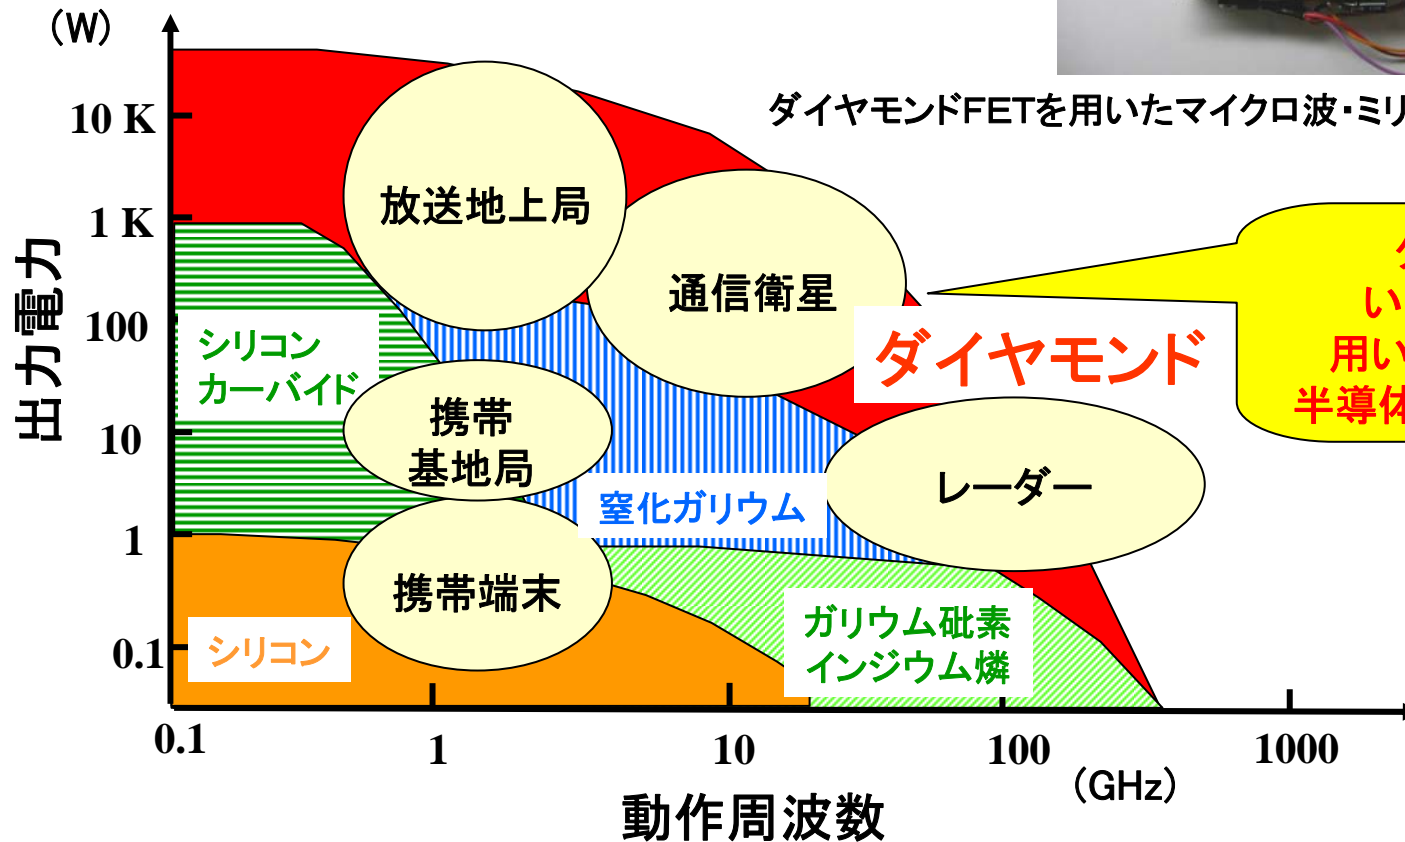 (W)
ダイヤモンドFETを用いたマイクロ波・ミリ
10 K
放送地上局
1 K
通信衛星
出力電力
い
100
シリコン
カーバイド
ダイヤモンド
用い
半導体
携帯
基地局
10
レーダー
窒化ガリウム
1
携帯端末
ガリウム砒素
インジウム燐
シリコン
0.1
0.1
1
10
100
1000
(GHz)
動作周波数